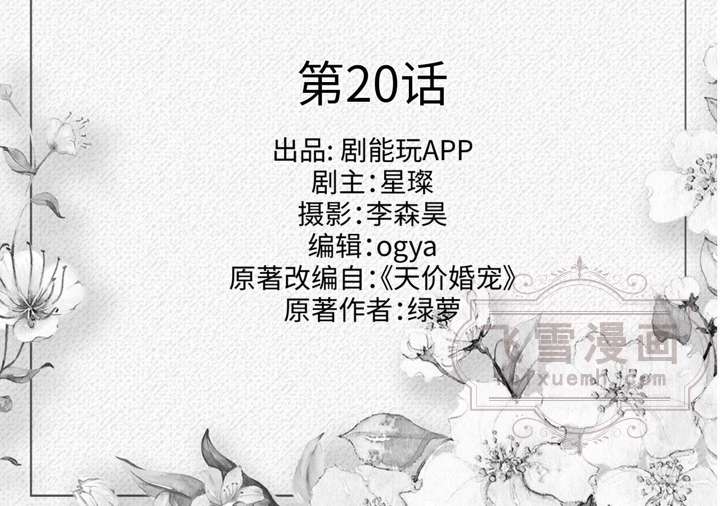 第20话
出品: 剧能玩APP
剧主：星璨
摄影：李森昊
编辑：ogya
原著改编自：《天价婚宠》
原著作者：绿萝
飞雪漫画